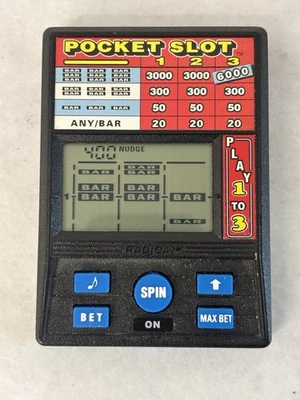 POCKET SLOT
1 2 3
BAR BAR BAR 3000 3000 6000
BAR BAR BAR 300 300 300
BAR BAR BAR 50 50 50
ANY/BAR 20 20 20
PLAY 1 TO 3
400 NUDGE
BAR BAR
BAR BAR
BAR BAR BAR
BAR
RADICA
SPIN
BET
ON
MAX BET